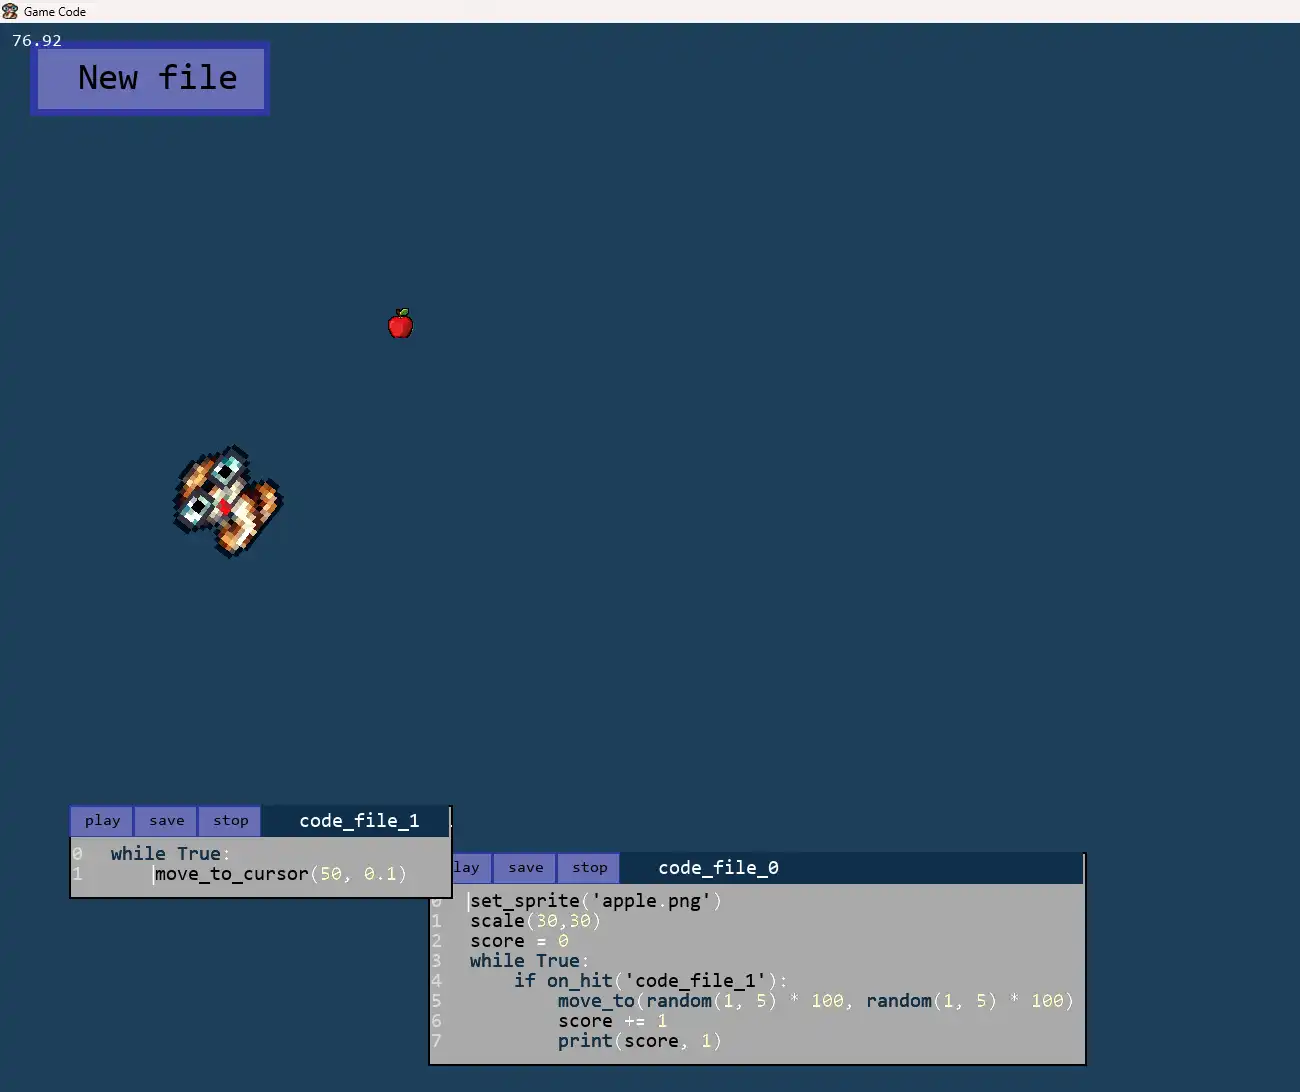 Game Code
76.92
New file
play save stop code_file_1
0 while True:
1     move_to_cursor(50, 0.1)
lay save stop code_file_0
0 set_sprite('apple.png')
1 scale(30,30)
2 score = 0
3 while True:
4     if on_hit('code_file_1'):
5         move_to(random(1, 5) * 100, random(1, 5) * 100)
6         score += 1
7         print(score, 1)